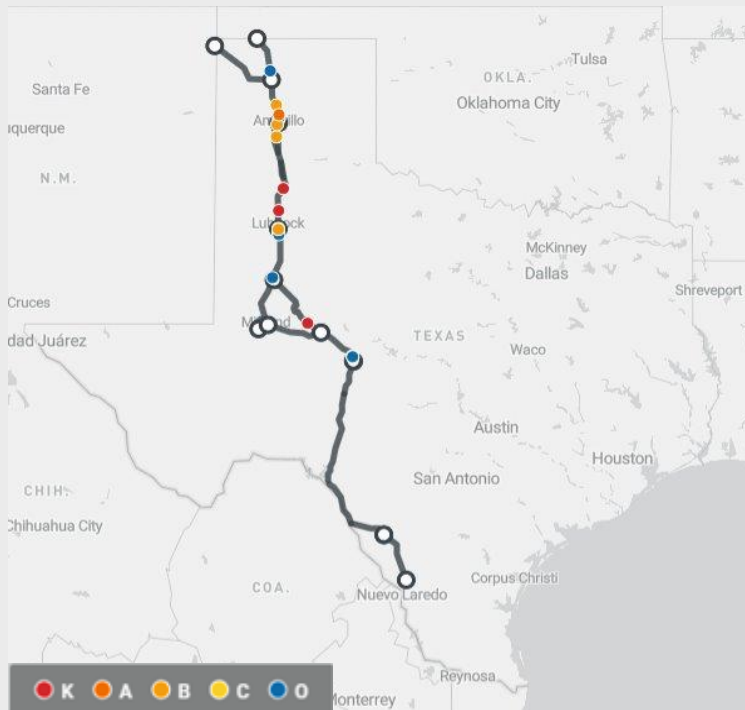 Tulsa
OKLA.
Santa Fe
Oklahoma City
uquerque
N.M.
McKinney
Dallas
Shreveport
Cruces
TEXAS
dad Juárez
Waco
Austin
Houston
San Antonio
CHIH.
Chihuahua City
COA.
Corpus Christi
Nuevo Laredo
Reynosa
K A B C O
Monterrey